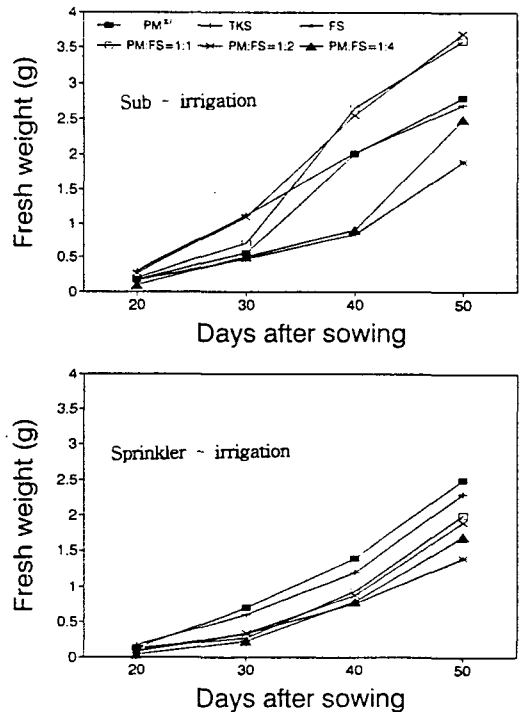 PM z) TKS FS
PM:FS=1:1 PM:FS=1:2 PM:FS=1:4
4
3.5
3
2.5
2
1.5
1
0.5
0
Fresh weight (g)
Sub - irrigation
20 30 40 50
Days after sowing
4
3.5
3
2.5
2
1.5
1
0.5
0
Fresh weight (g)
Sprinkler - irrigation
20 30 40 50
Days after sowing